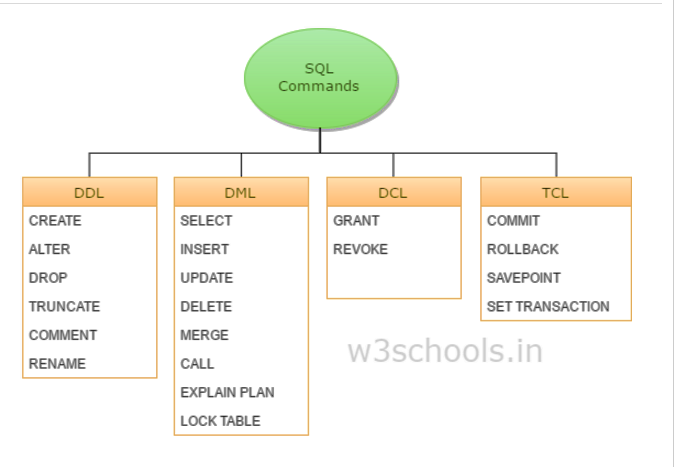 SQL
Commands
DDL
CREATE
ALTER
DROP
TRUNCATE
COMMENT
RENAME
DML
SELECT
INSERT
UPDATE
DELETE
MERGE
CALL
EXPLAIN PLAN
LOCK TABLE
DCL
GRANT
REVOKE
TCL
COMMIT
ROLLBACK
SAVEPOINT
SET TRANSACTION
w3schools.in